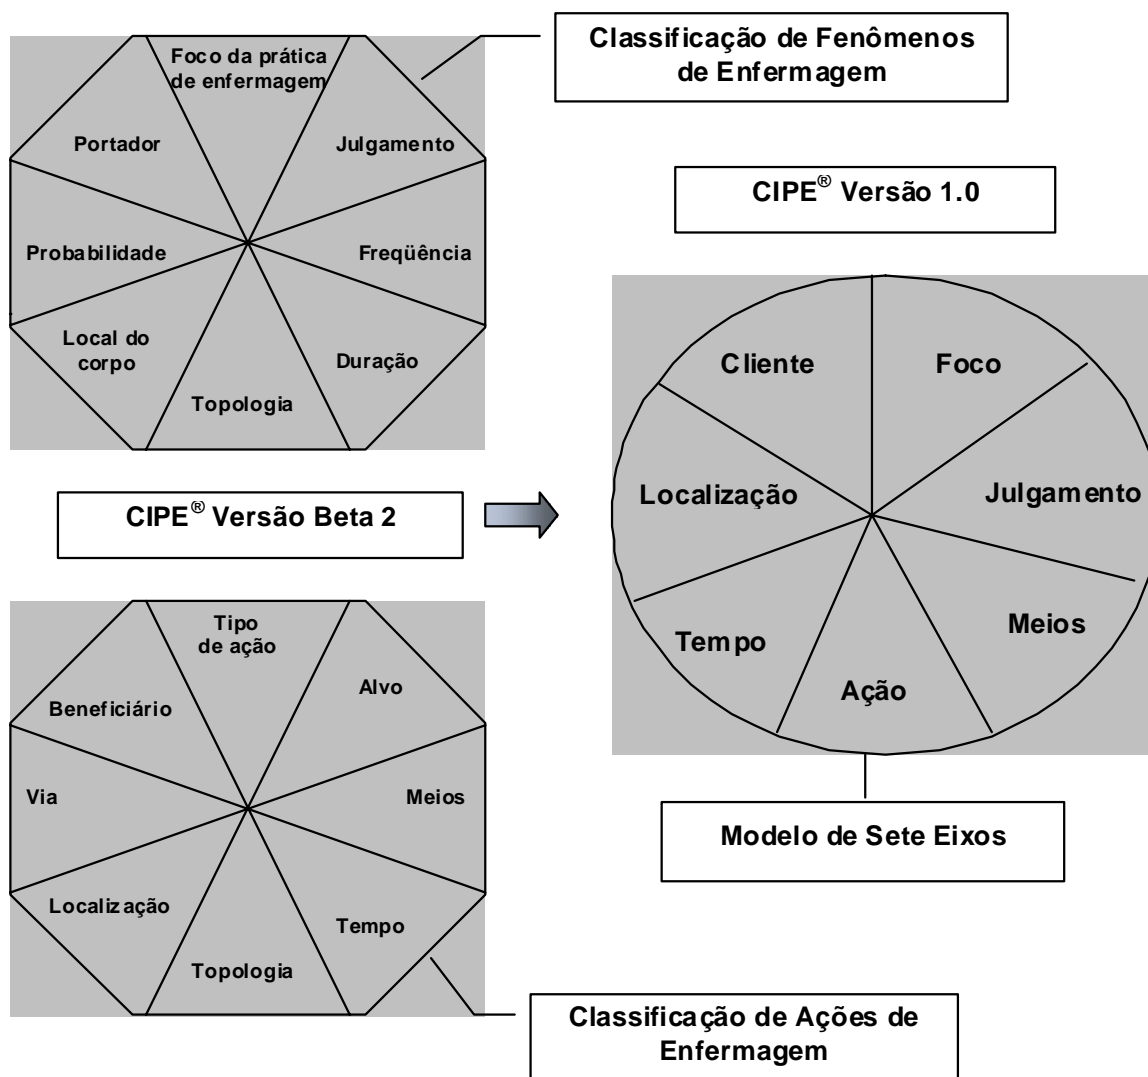 Classificação de Fenômenos
de Enfermagem
Foco da prática
de enfermagem
Portador
Julgamento
Probabilidade
Freqüência
Local do
corpo
Duração
Topologia
CIPE® Versão Beta 2
CIPE® Versão 1.0
Cliente
Foco
Localização
Julgamento
Tempo
Meios
Ação
Modelo de Sete Eixos
Tipo
de ação
Beneficiário
Alvo
Via
Meios
Localização
Tempo
Topologia
Classificação de Ações de
Enfermagem